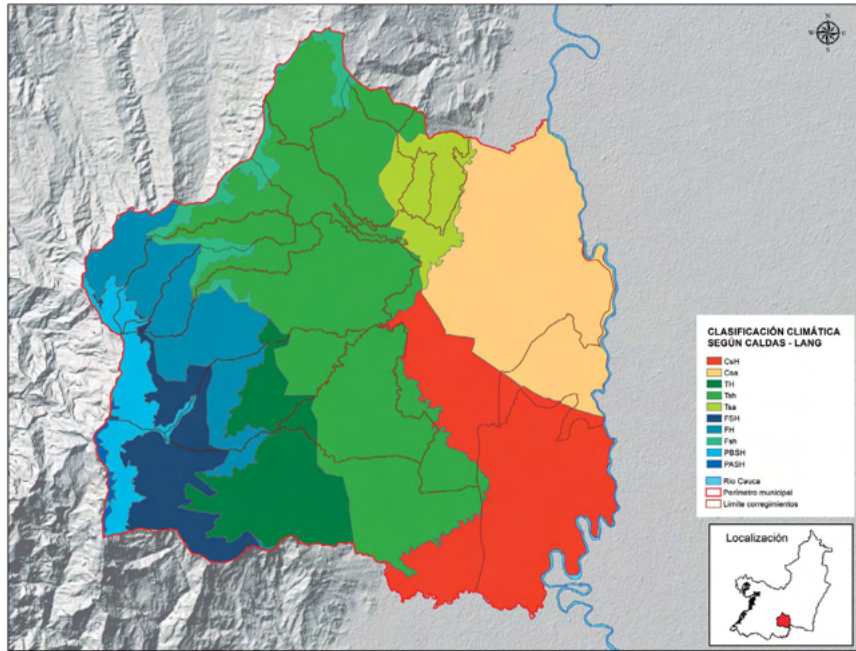 N
W
E
S
CLASIFICACIÓN CLIMÁTICA
SEGÚN CALDAS - LANG
CsH
Csa
TH
Tsh
Tsa
FSH
FH
Fsh
PBSH
PASH
Río Cauca
Perímetro municipal
Límite corregimientos
Localización